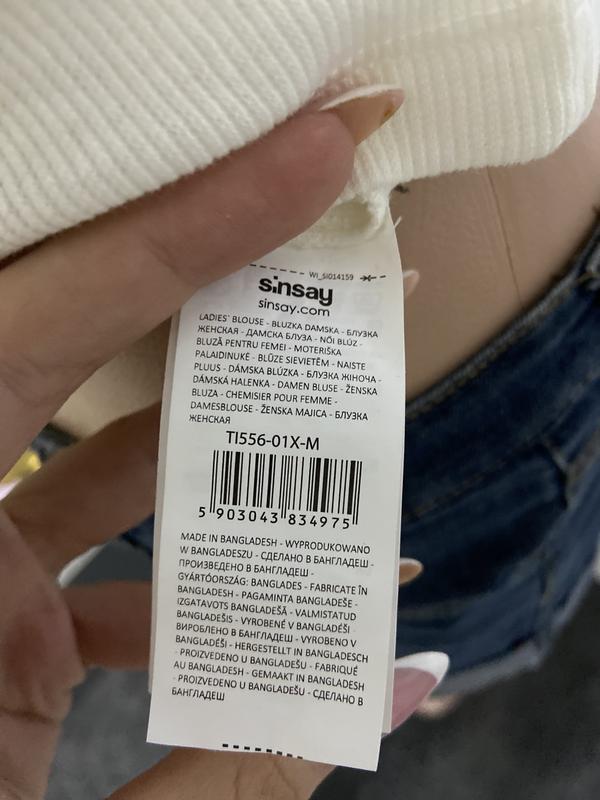 WI_SI014159
sinsay
sinsay.com
LADIES' BLOUSE - BLUZKA DAMSKA - БЛУЗКА
ЖЕНСКАЯ - ДАМСКА БЛУЗА - NŐI BLÚZ -
BLUZĂ PENTRU FEMEI - MOTERIŠKA
PALAIDINUKĖ - BLŪZE SIEVIETĒM - NAISTE
PLUUS - DÁMSKA BLÚZKA - БЛУЗКА ЖІНОЧА -
DÁMSKÁ HALENKA - DAMEN BLUSE - ŽENSKA
BLUZA - CHEMISIER POUR FEMME -
DAMESBLOUSE - ŽENSKA MAJICA - БЛУЗКА
ЖЕНСКАЯ
TI556-01X-M
5 903043 834975
MADE IN BANGLADESH - WYPRODUKOWANO
W BANGLADESZU - СДЕЛАНО В БАНГЛАДЕШ -
ПРОИЗВЕДЕНО В БАНГЛАДЕШ -
GYÁRTÓORSZÁG: BANGLADES - FABRICATE ÎN
BANGLADESH - PAGAMINTA BANGLADEŠE -
IZGATAVOTS BANGLADEŠĀ - VALMISTATUD
BANGLADEŠIS - VYROBENÉ V BANGLADÉŠI -
ВИРОБЛЕНО В БАНГЛАДЕШ - VYROBENO V
BANGLADÉŠI - HERGESTELLT IN BANGLADESCH
- PROIZVEDENO U BANGLADEŠU - FABRIQUÉ
AU BANGLADESH - GEMAAKT IN BANGLADESH
- PROIZVEDENO U BANGLADEŠU - СДЕЛАНО В
БАНГЛАДЕШ